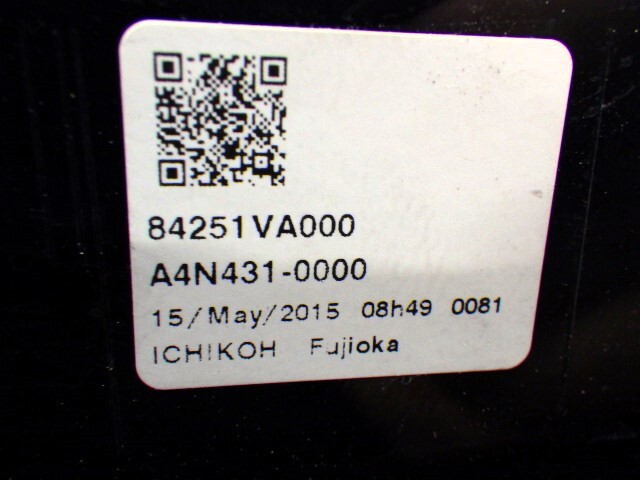 84251VA000
A4N431-0000
15/May/2015 08h49 0081
ICHIKOH Fujioka